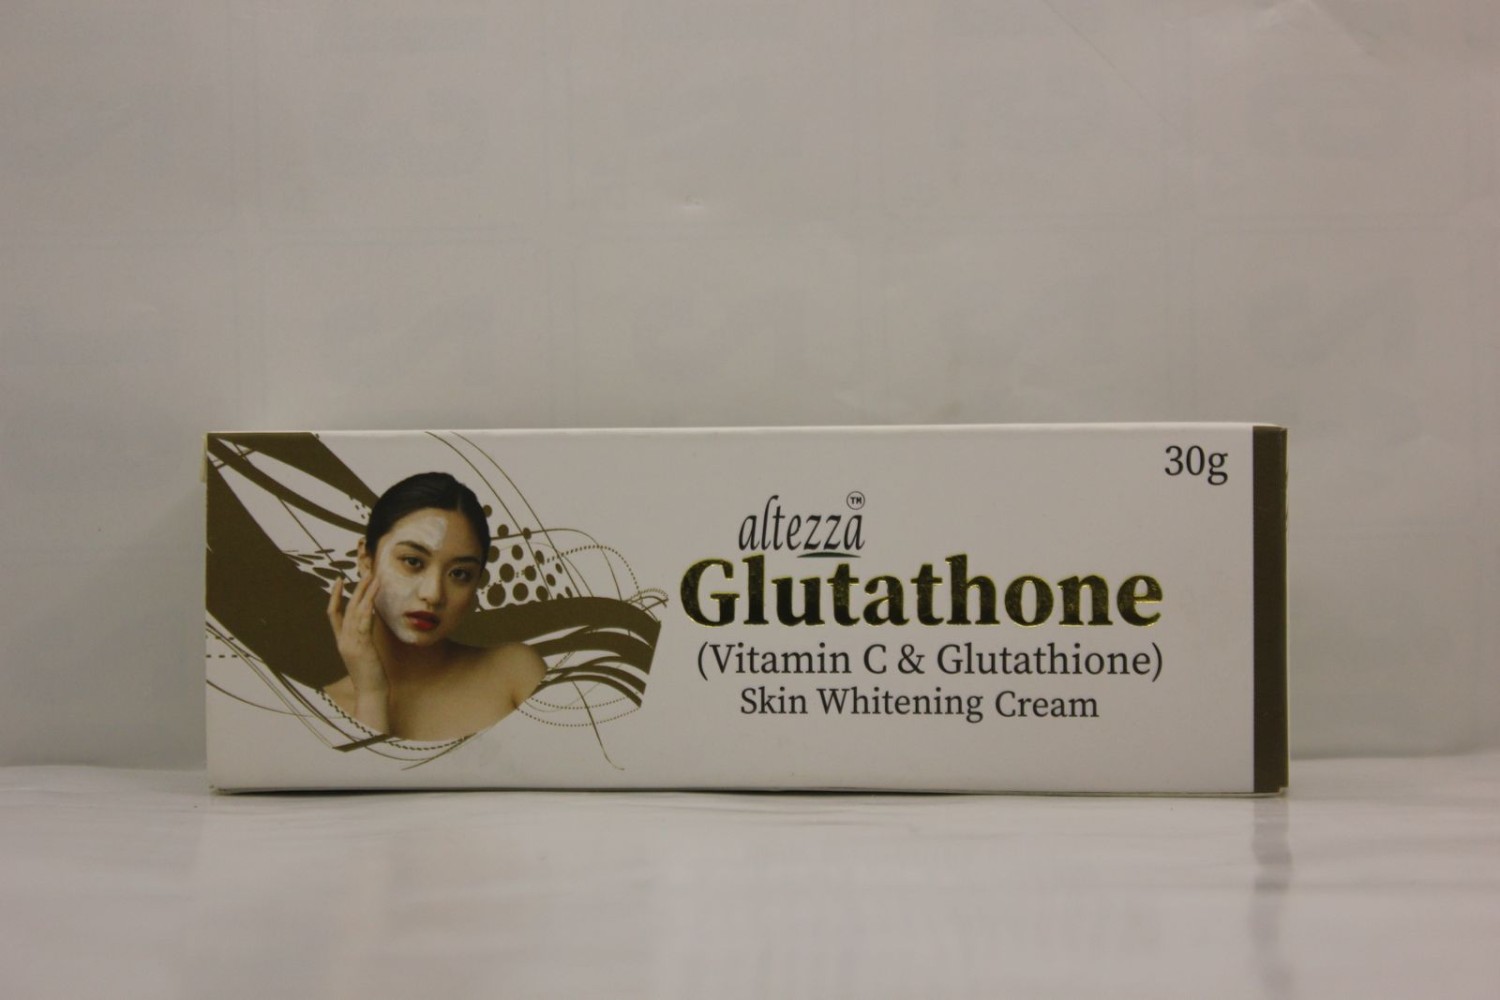 30g
altezza™
Glutathone
(Vitamin C & Glutathione)
Skin Whitening Cream